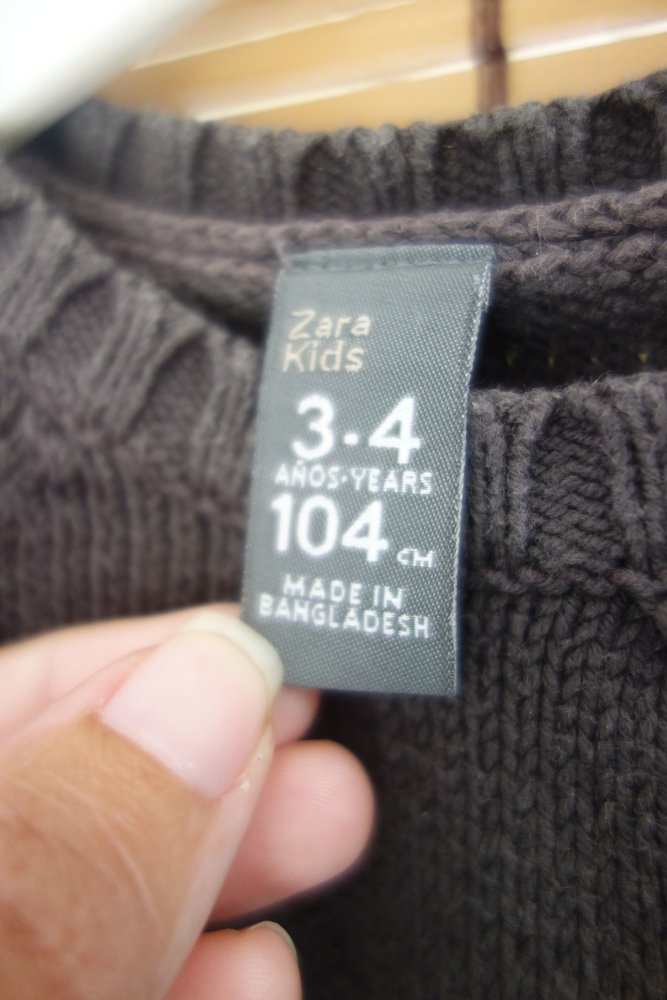 Zara
Kids
3-4
AÑOS·YEARS
104 CM
MADE IN
BANGLADESH